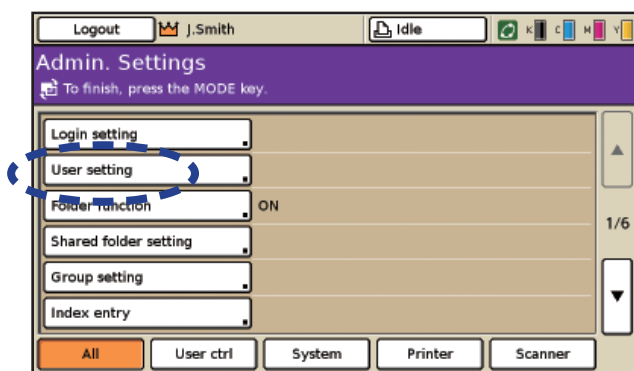 Logout J.Smith Idle K C M Y
Admin. Settings
To finish, press the MODE key.
Login setting
User setting
Folder function ON
Shared folder setting
1/6
Group setting
Index entry
All User ctrl System Printer Scanner